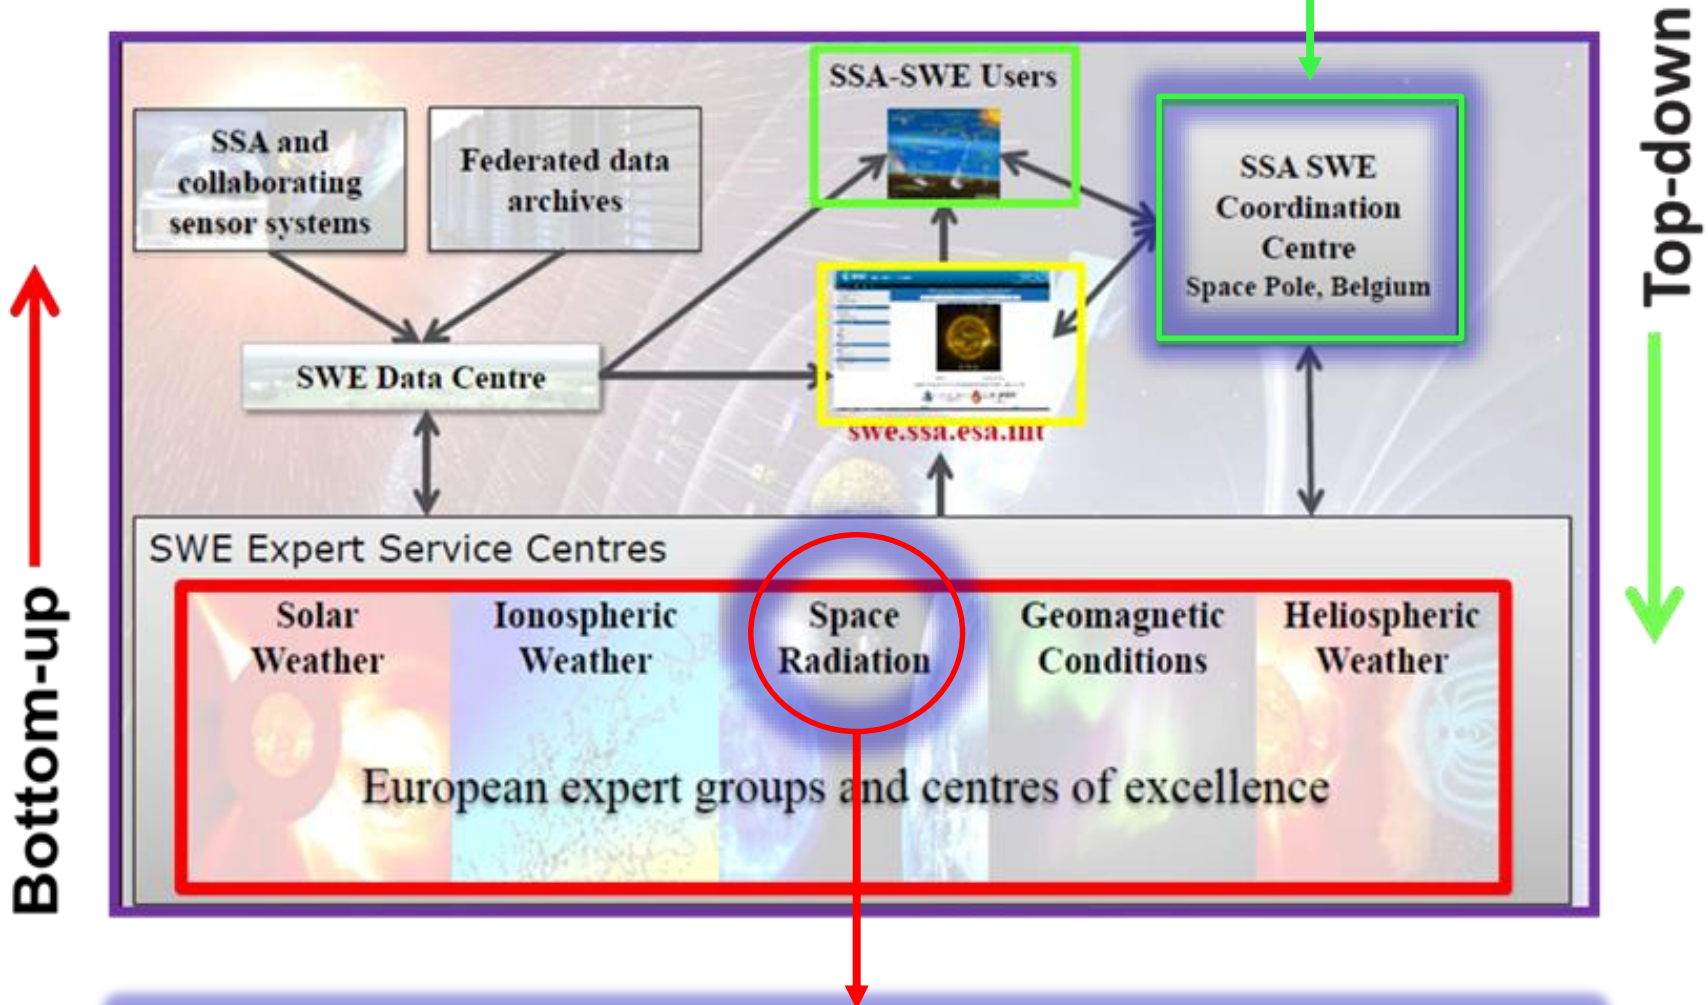 Top-down
SSA-SWE Users
SSA and
collaborating
sensor systems
Federated data
archives
SSA SWE
Coordination
Centre
Space Pole, Belgium
SWE Data Centre
swe.ssa.esa.int
SWE Expert Service Centres
Solar
Weather
Ionospheric
Weather
Space
Radiation
Geomagnetic
Conditions
Heliospheric
Weather
European expert groups and centres of excellence
Bottom-up